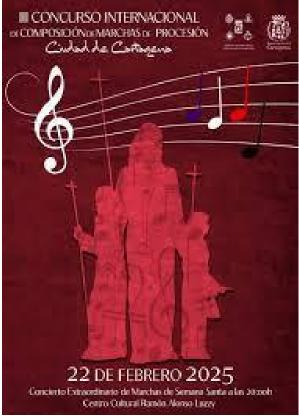 III CONCURSO INTERNACIONAL
DE COMPOSICIÓN DE MARCHAS DE PROCESIÓN
Ciudad de Cartagena
22 DE FEBRERO 2025
Concierto Extraordinario de Marchas de Semana Santa a las 20:00h
Centro Cultural Ramón Alonso Luzzy